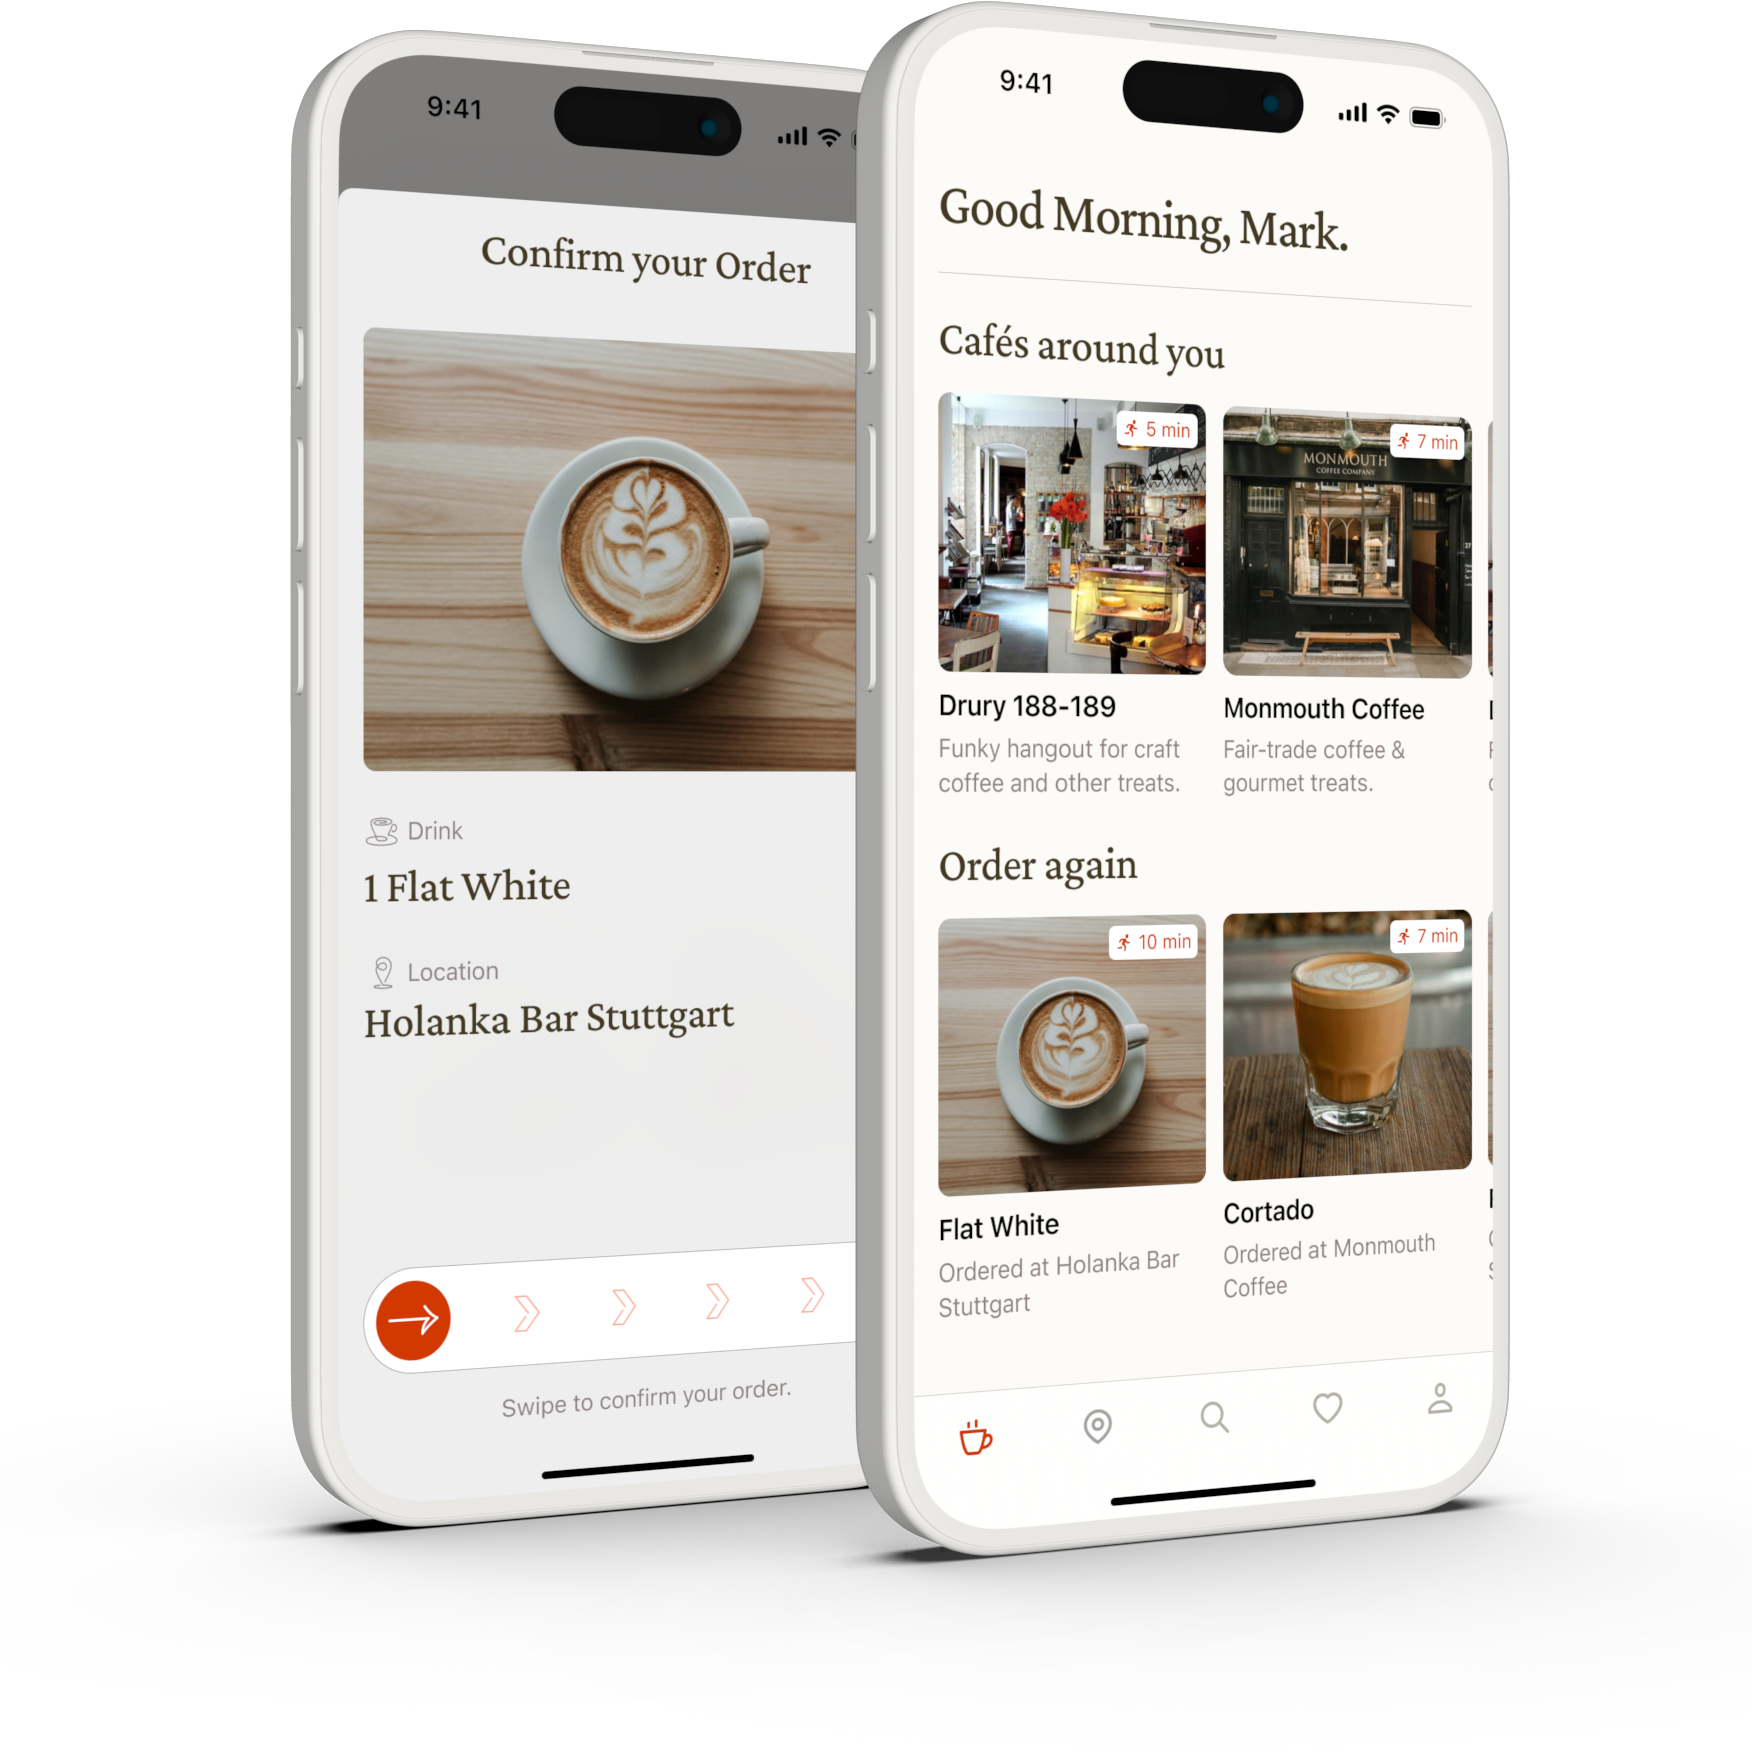 9:41
Confirm your Order
Drink
1 Flat White
Location
Holanka Bar Stuttgart
Swipe to confirm your order.
9:41
Good Morning, Mark.
Cafés around you
5 min
7 min
MONMOUTH
COFFEE COMPANY
27
Drury 188-189
Monmouth Coffee
Funky hangout for craft
coffee and other treats.
Fair-trade coffee &
gourmet treats.
Order again
10 min
7 min
Flat White
Cortado
Ordered at Holanka Bar
Stuttgart
Ordered at Monmouth
Coffee